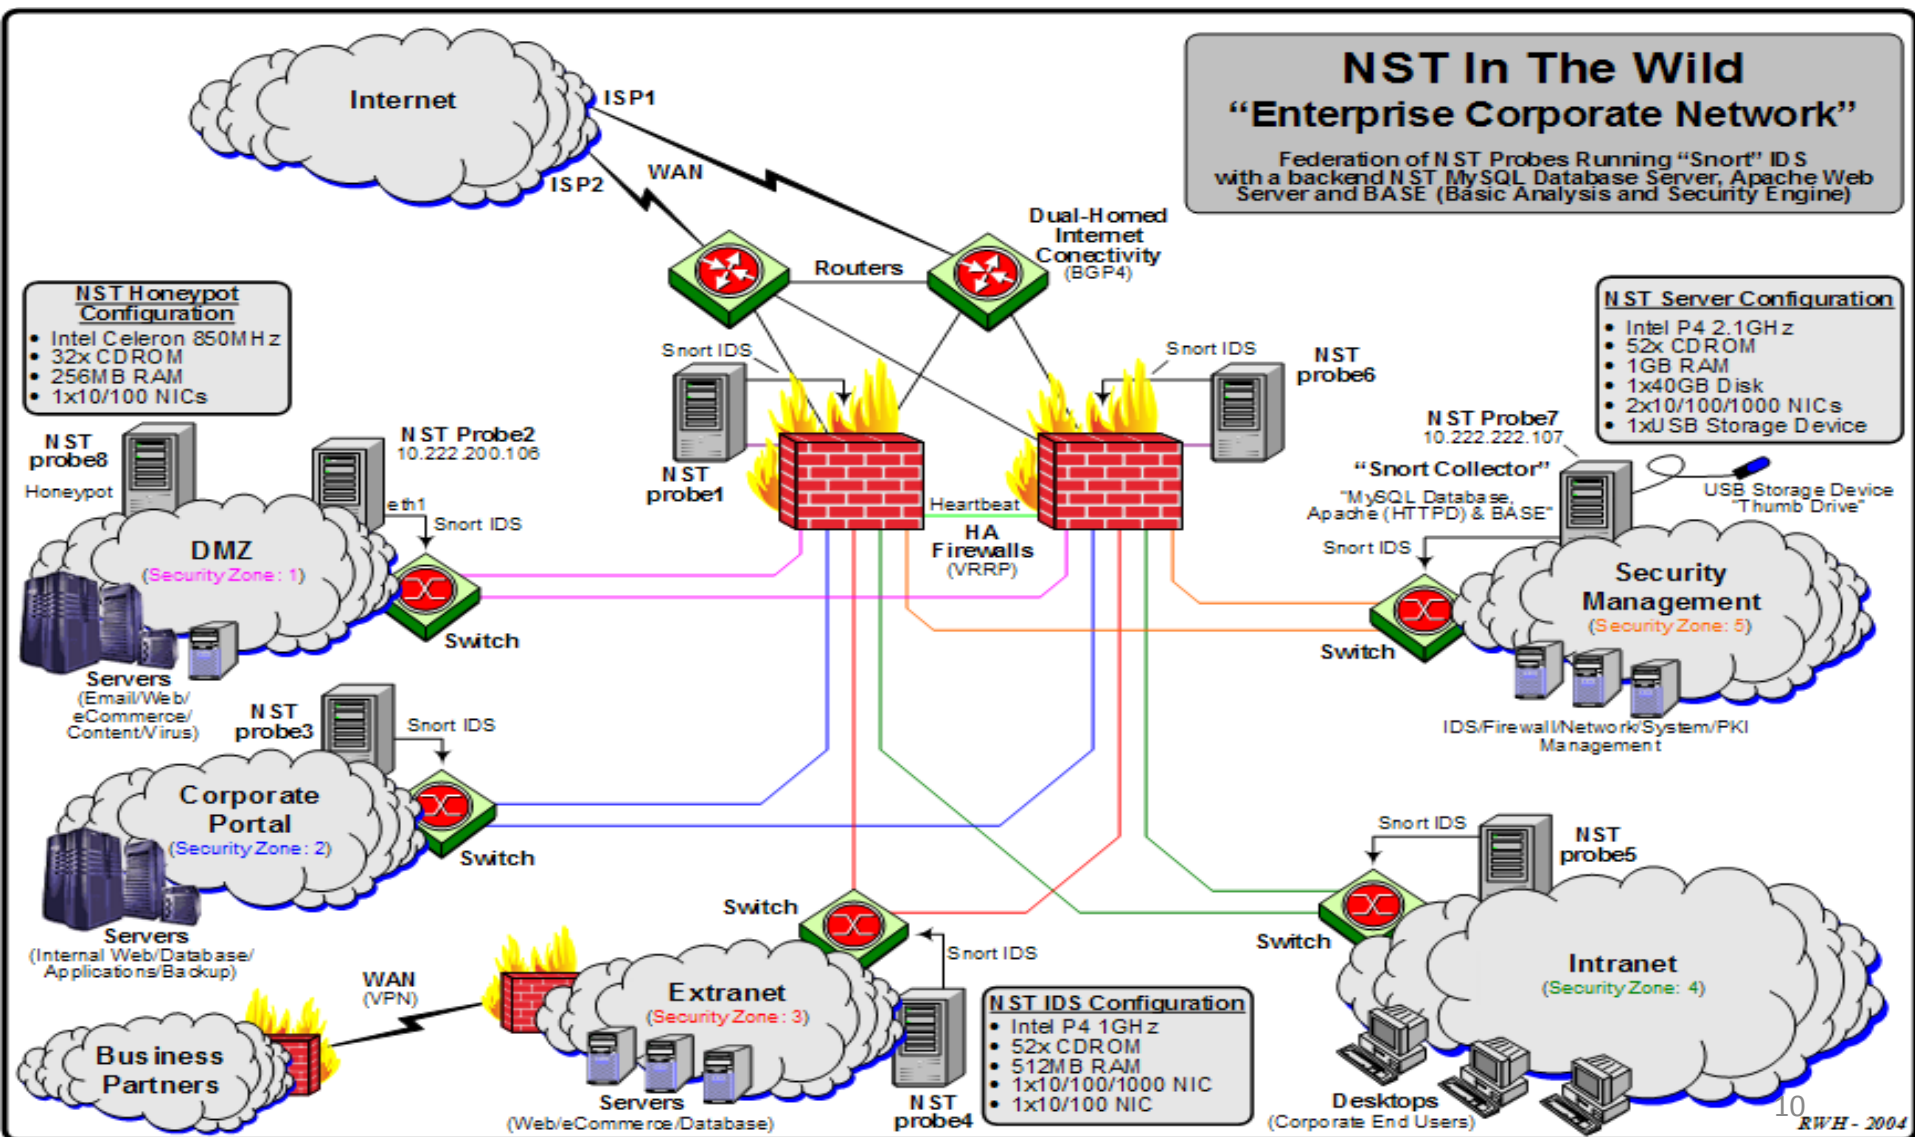 NST In The Wild
“Enterprise Corporate Network”
Federation of NST Probes Running “Snort” IDS
with a backend NST MySQL Database Server, Apache Web
Server and BASE (Basic Analysis and Security Engine)
Internet
ISP1
ISP2
WAN
Dual-Homed
Internet
Conectivity
(BGP4)
Routers
NST Honeypot
Configuration
• Intel Celeron 850MHz
• 32x CDROM
• 256MB RAM
• 1x10/100 NICs
NST Server Configuration
• Intel P4 2.1GHz
• 52x CDROM
• 1GB RAM
• 1x40GB Disk
• 2x10/100/1000 NICs
• 1xUSB Storage Device
Snort IDS
NST
probe1
Snort IDS
NST
probe6
NST
probe8
Honeypot
NST Probe2
10.222.200.106
eth1
Snort IDS
DMZ
(Security Zone: 1)
Switch
Servers
(Email/Web/
eCommerce/
Content/Virus)
Heartbeat
HA
Firewalls
(VRRP)
NST Probe7
10.222.222.107
“Snort Collector”
"MySQL Database,
Apache (HTTPD) & BASE"
USB Storage Device
"Thumb Drive"
Snort IDS
Security
Management
(Security Zone: 5)
Switch
IDS/Firewall/Network/System/PKI
Management
NST
probe3
Snort IDS
Corporate
Portal
(Security Zone: 2)
Switch
Servers
(Internal Web/Database/
Applications/Backup)
Snort IDS
NST
probe5
Switch
Intranet
(Security Zone: 4)
Desktops
(Corporate End Users)
Switch
Snort IDS
Extranet
(Security Zone: 3)
Servers
(Web/eCommerce/Database)
NST
probe4
WAN
(VPN)
Business
Partners
NST IDS Configuration
• Intel P4 1GHz
• 52x CDROM
• 512MB RAM
• 1x10/100/1000 NIC
• 1x10/100 NIC
10
RWH - 2004